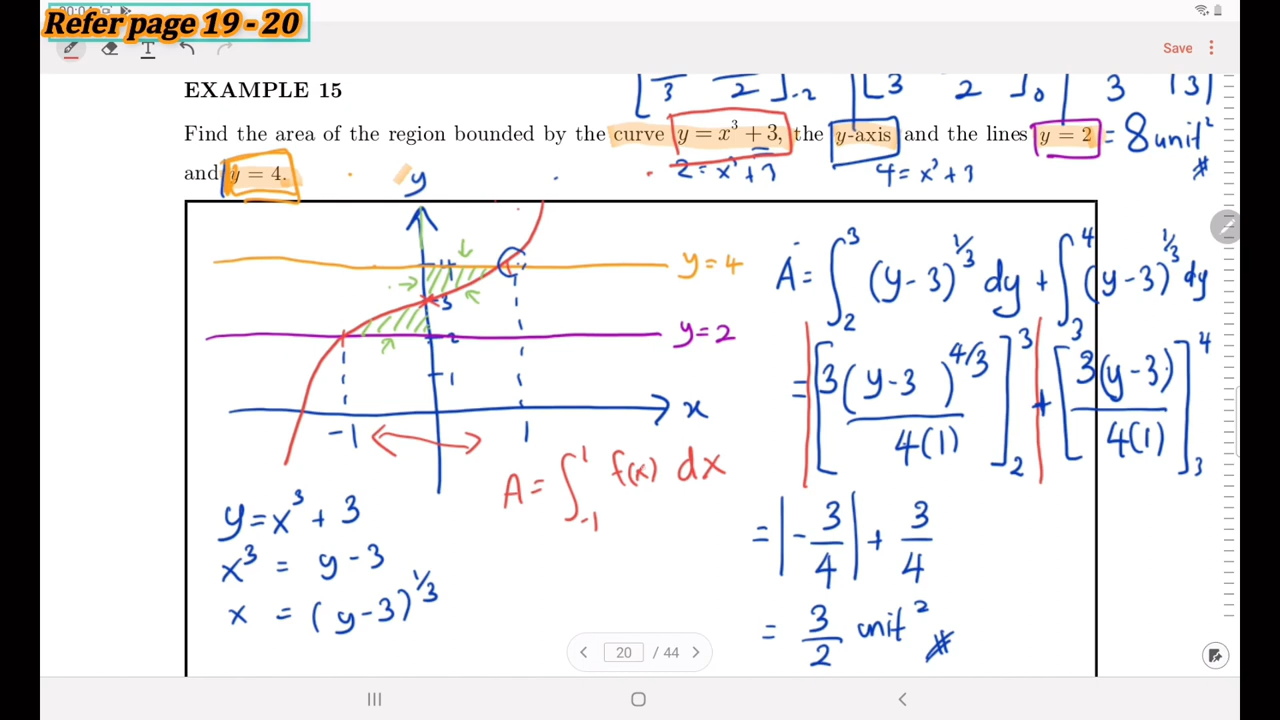 Refer page 19 - 20
T
Save
EXAMPLE 15
Find the area of the region bounded by the curve y = x³ + 3, the y-axis and the lines y = 2 = 8 unit²
and y = 4.
2 = x³ + 3
4 = x³ + 3
y
y = 4
4
3
y = 2
2
1
x
-1
1
A = ∫₋₁¹ f(x) dx
y = x³ + 3
x³ = y - 3
x = (y - 3)^1/3
A = ∫₂³ (y - 3)^1/3 dy + ∫₃⁴ (y - 3)^1/3 dy
= |[3(y - 3)^4/3 / 4(1)]₂³| + [3(y - 3) / 4(1)]₃⁴
= |-3/4| + 3/4
= 3/2 unit²
20 / 44